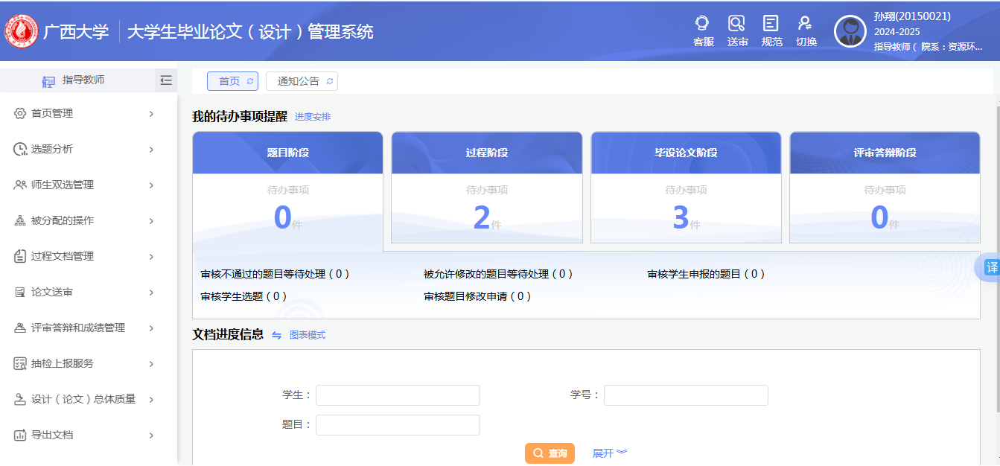 广西大学 大学生毕业论文（设计）管理系统
客服 送审 规范 切换
孙翔(20150021)
2024-2025
指导教师（ 院系：资源环...
指导教师
首页管理
选题分析
师生双选管理
被分配的操作
过程文档管理
论文送审
评审答辩和成绩管理
抽检上报服务
设计（论文）总体质量
导出文档
首页 通知公告
我的待办事项提醒 进度安排
题目阶段 过程阶段 毕设论文阶段 评审答辩阶段
待办事项 待办事项 待办事项 待办事项
0件 2件 3件 0件
审核不通过的题目等待处理（0） 被允许修改的题目等待处理（0） 审核学生申报的题目（0）
审核学生选题（0） 审核题目修改申请（0）
译
文档进度信息 图表模式
学生： 学号：
题目：
查询 展开